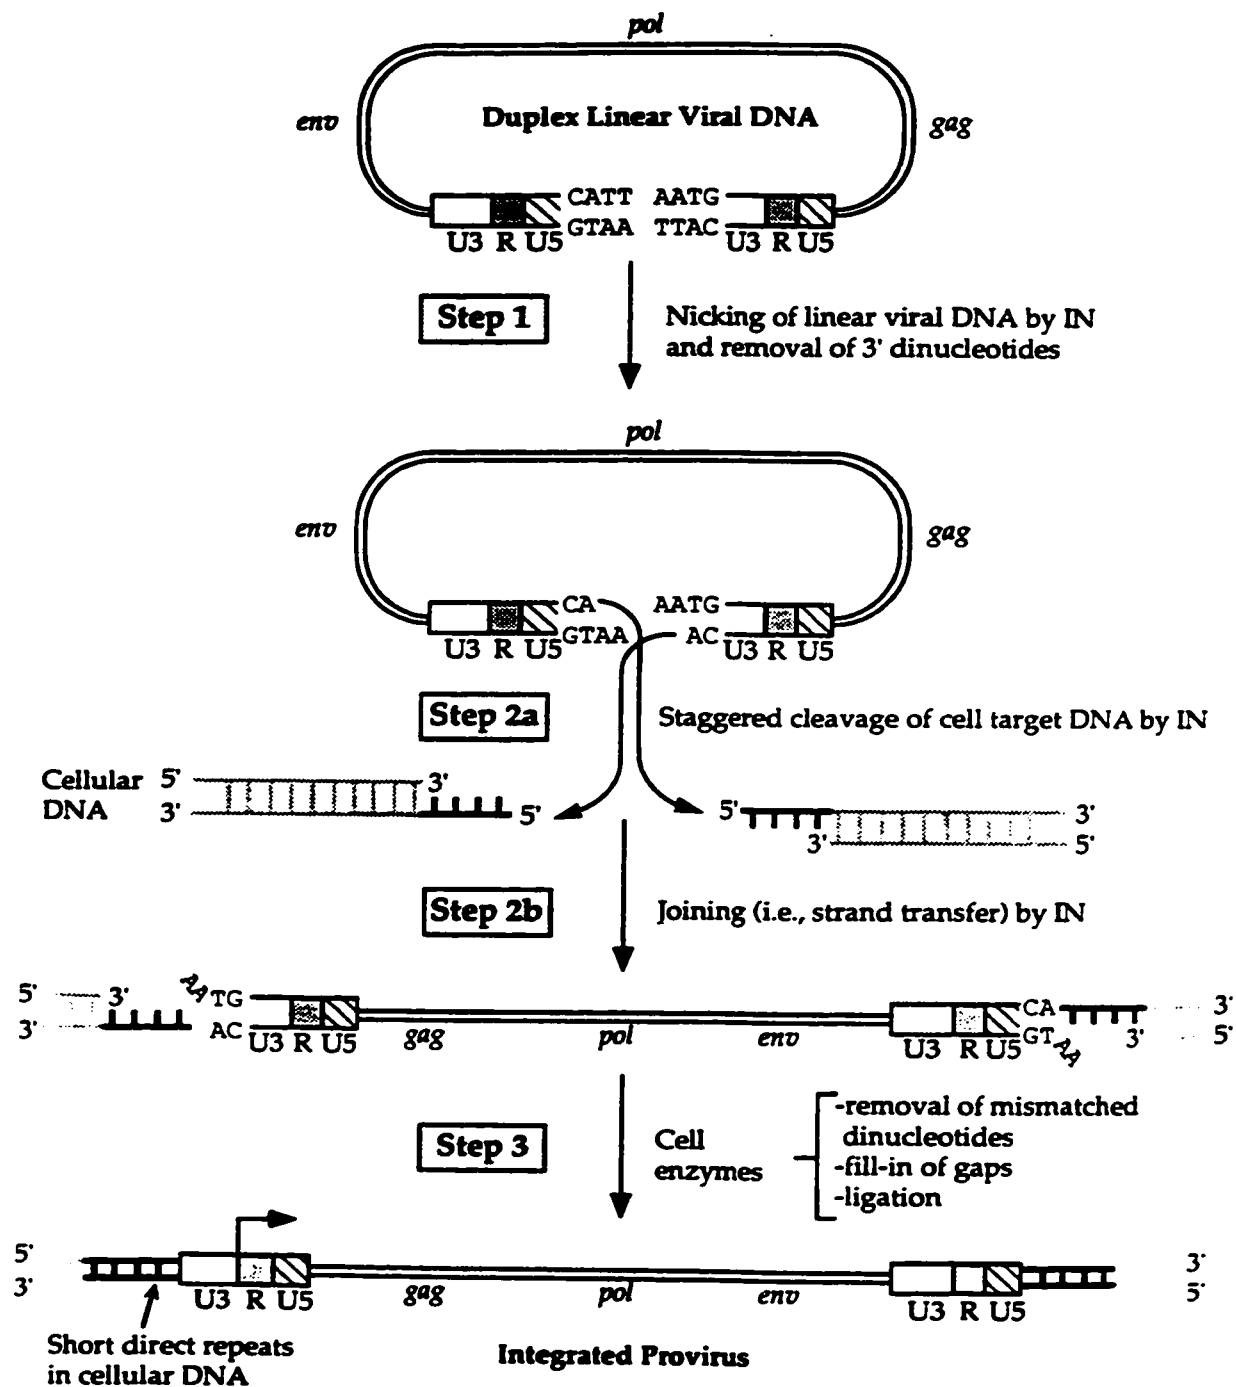 pol
env
Duplex Linear Viral DNA
gag
CATT AATG
GTAA TTAC
U3 R U5
U3 R U5
Step 1
Nicking of linear viral DNA by IN
and removal of 3' dinucleotides
pol
env
gag
CA AATG
GTAA AC
U3 R U5
U3 R U5
Step 2a
Staggered cleavage of cell target DNA by IN
Cellular
DNA
5' 3'
3' 5'
5' 3'
3' 5'
Step 2b
Joining (i.e., strand transfer) by IN
5' 3' AATG
3' AC
U3 R U5
gag
pol
env
U3 R U5
CA 3'
GTAA 3' 5'
Step 3
Cell
enzymes
-removal of mismatched
dinucleotides
-fill-in of gaps
-ligation
5'
3'
U3 R U5
gag
pol
env
U3 R U5
3'
5'
Short direct repeats
in cellular DNA
Integrated Provirus